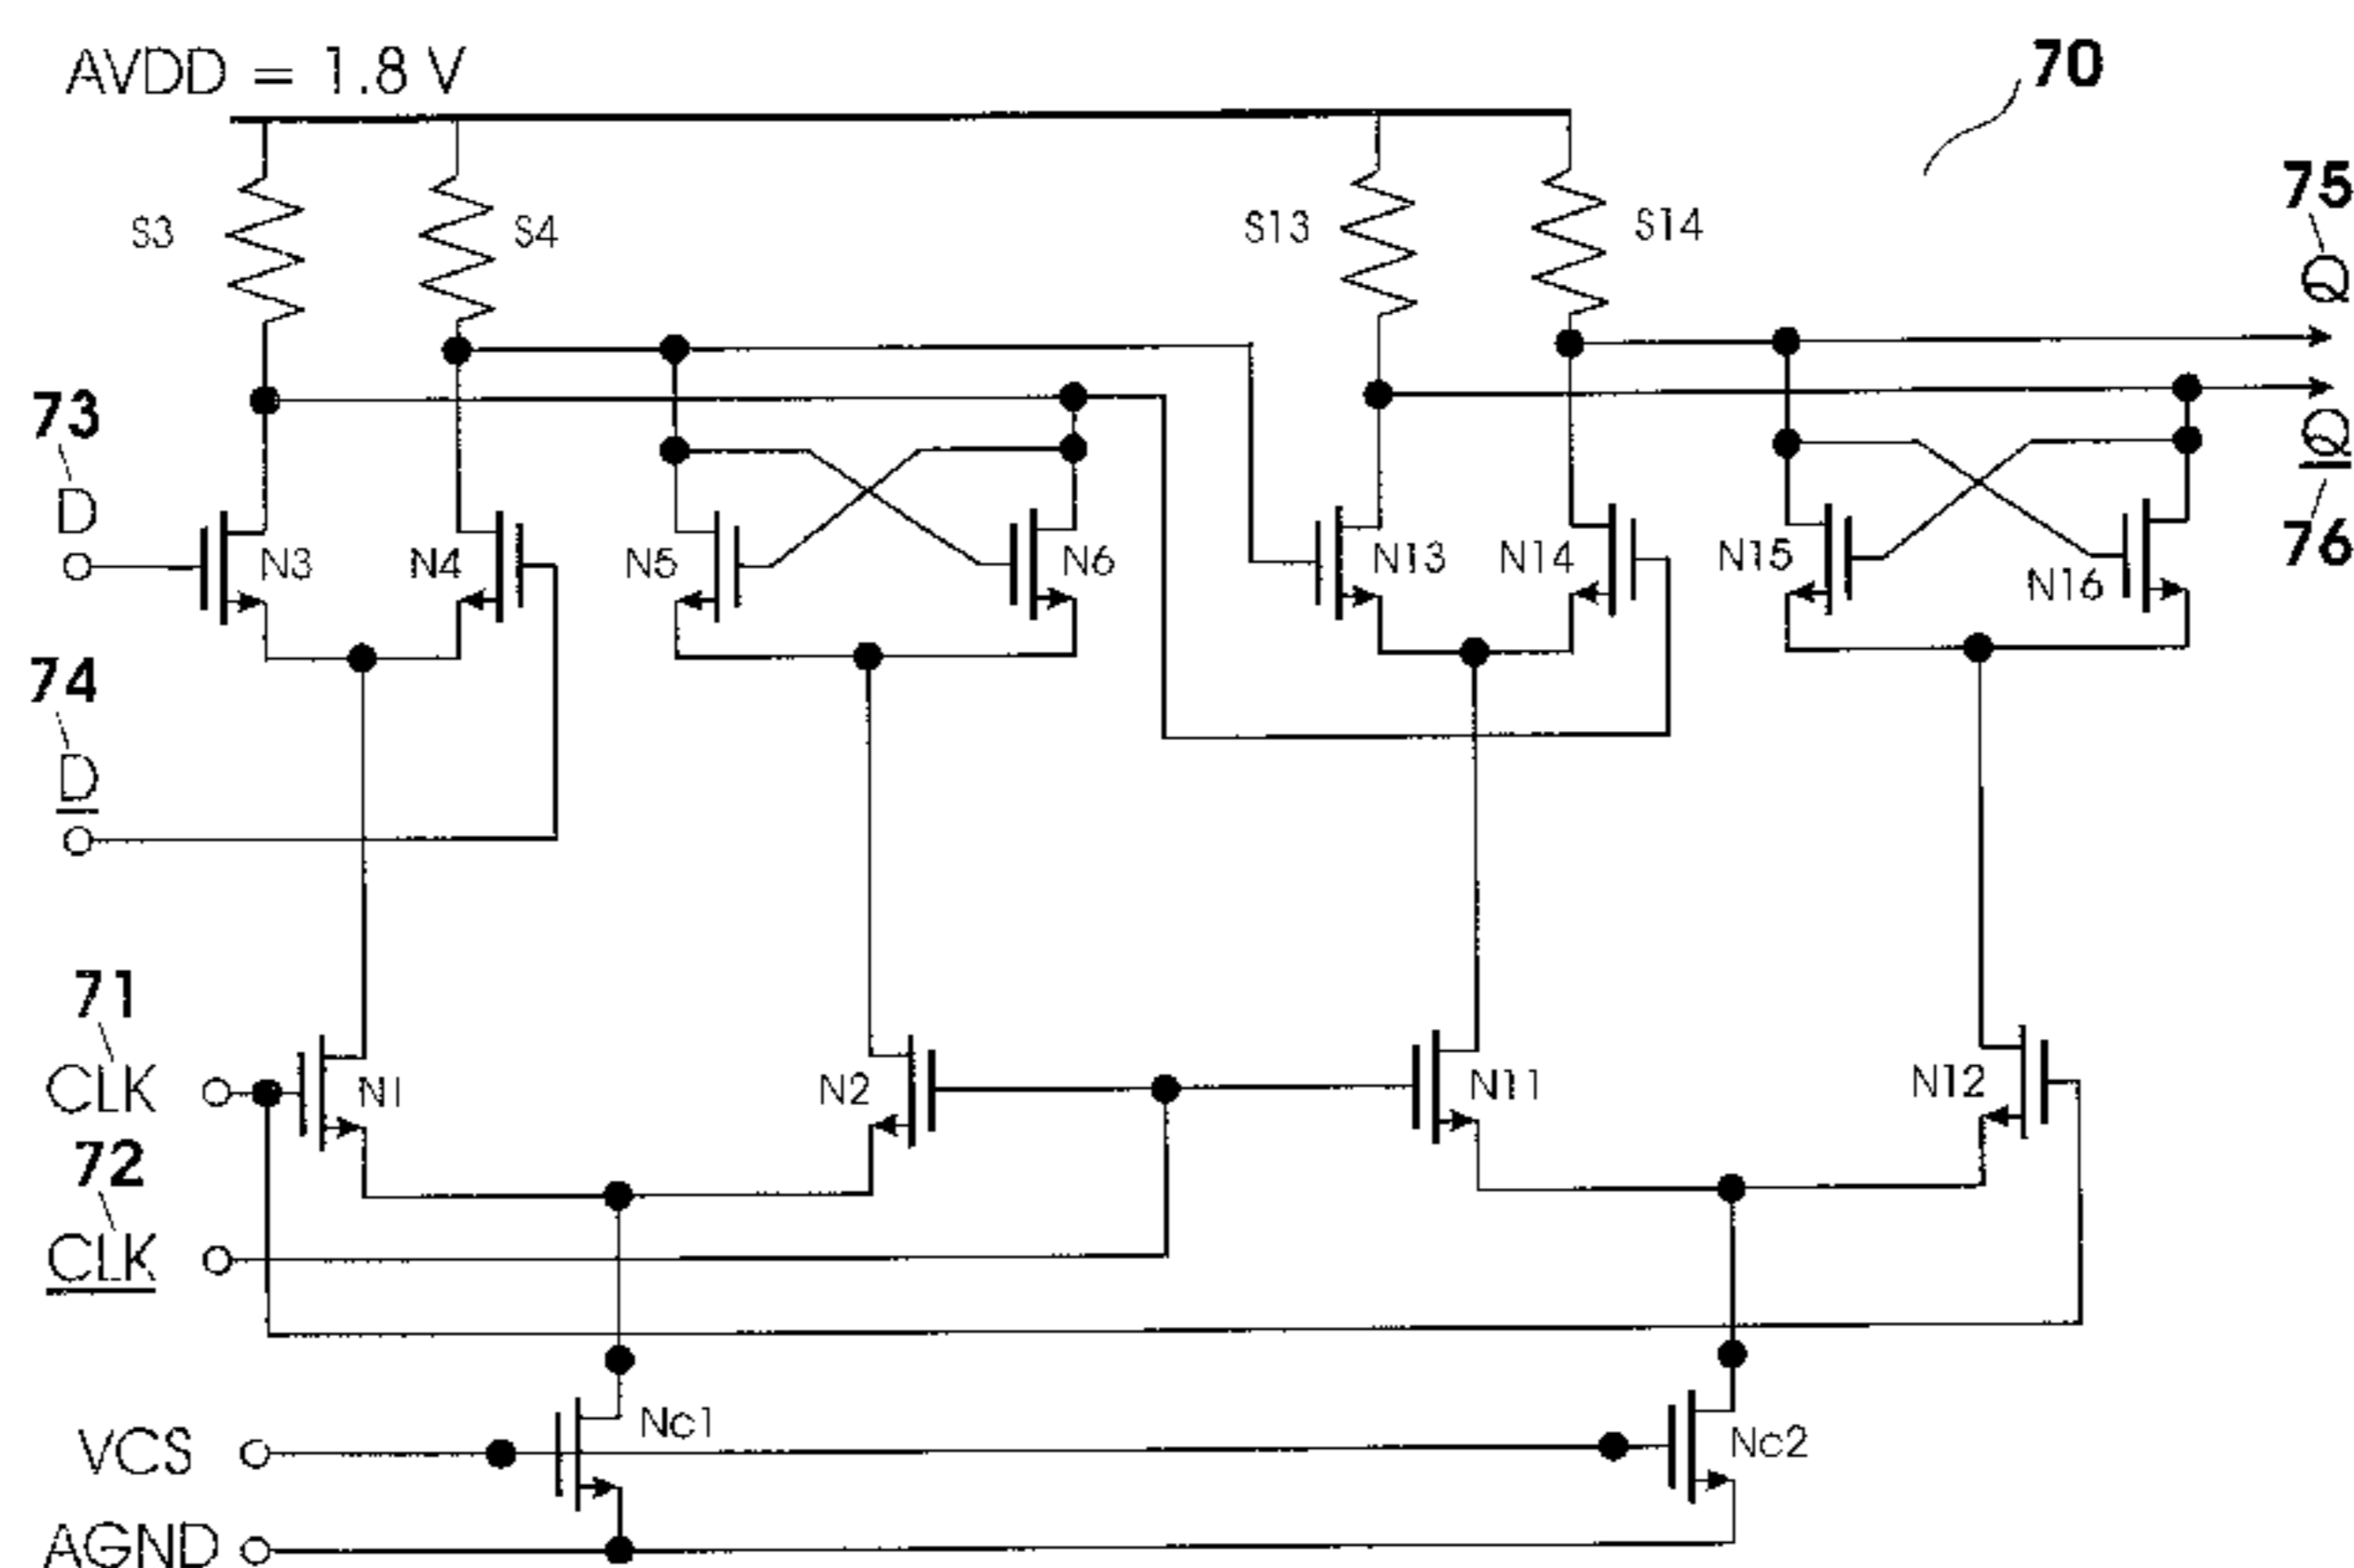 AVDD = 1.8 V
70
75
Q
S3
S4
S13
S14
73
D
N3
N4
N5
N6
N13
N14
N15
N16
Q
76
74
D
71
CLK
N1
N2
N11
N12
72
CLK
VCS
Nc1
Nc2
AGND